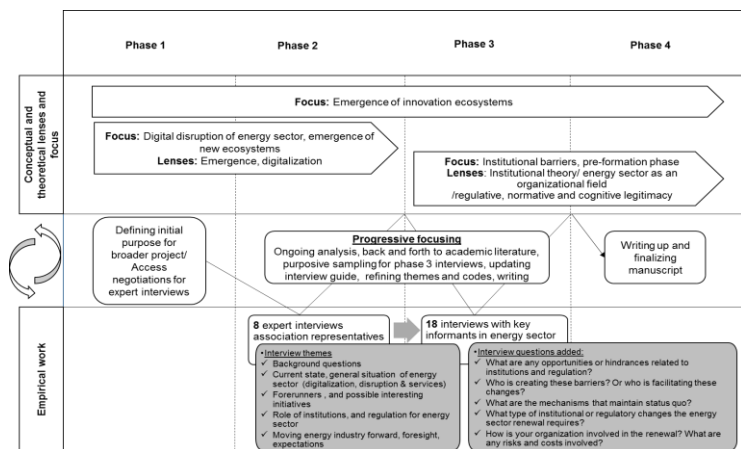 Phase 1
Phase 2
Phase 3
Phase 4
Conceptual and
theoretical lenses and
focus
Focus: Emergence of innovation ecosystems
Focus: Digital disruption of energy sector, emergence of
new ecosystems
Lenses: Emergence, digitalization
Focus: Institutional barriers, pre-formation phase
Lenses: Institutional theory/ energy sector as an
organizational field
/regulative, normative and cognitive legitimacy
Defining initial
purpose for
broader project/
Access
negotiations for
expert interviews
Progressive focusing
Ongoing analysis, back and forth to academic literature,
purposive sampling for phase 3 interviews, updating
interview guide, refining themes and codes, writing
Writing up and
finalizing
manuscript
Empirical work
8 expert interviews
association representatives
18 interviews with key
informants in energy sector
•Interview themes
✓ Background questions
✓ Current state, general situation of energy
sector (digitalization, disruption & services)
✓ Forerunners , and possible interesting
initiatives
✓ Role of institutions, and regulation for energy
sector
✓ Moving energy industry forward, foresight,
expectations
•Interview questions added:
✓ What are any opportunities or hindrances related to
institutions and regulation?
✓ Who is creating these barriers? Or who is facilitating these
changes?
✓ What are the mechanisms that maintain status quo?
✓ What type of institutional or regulatory changes the energy
sector renewal requires?
✓ How is your organization involved in the renewal? What are
any risks and costs involved?